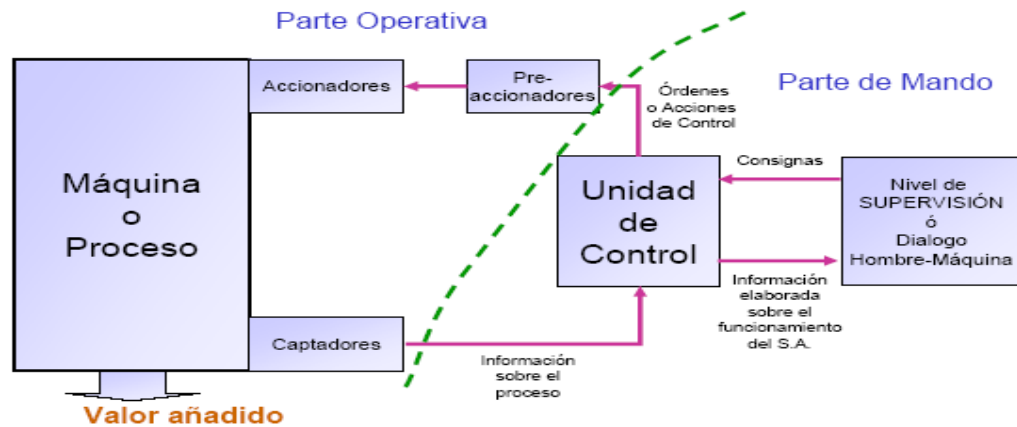 Parte Operativa
Accionadores
Pre-
accionadores
Parte de Mando
Órdenes
o Acciones
de Control
Máquina
o
Proceso
Unidad
de
Control
Consignas
Nivel de
SUPERVISIÓN
ó
Dialogo
Hombre-Máquina
Información
elaborada
sobre el
funcionamiento
del S.A.
Captadores
Información
sobre el
proceso
Valor añadido